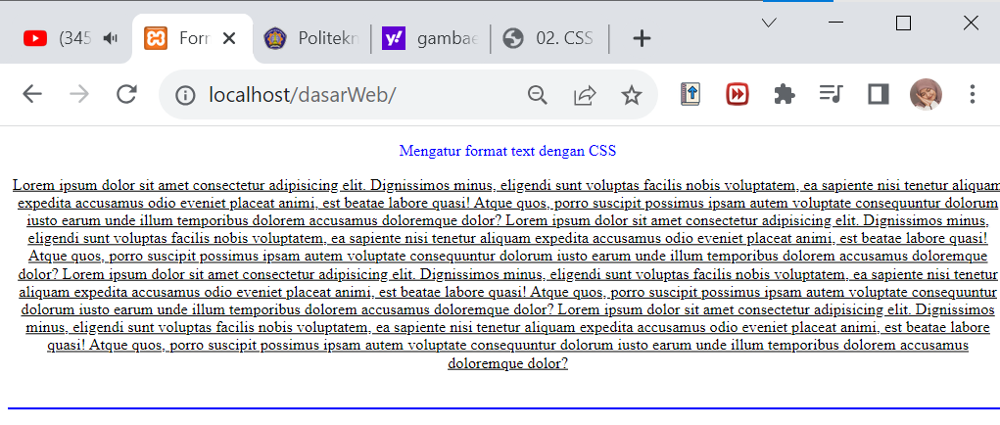 (345
Forr
Politekn
gambae
02. CSS
localhost/dasarWeb/
Mengatur format text dengan CSS
Lorem ipsum dolor sit amet consectetur adipisicing elit. Dignissimos minus, eligendi sunt voluptas facilis nobis voluptatem, ea sapiente nisi tenetur aliquam
expedita accusamus odio eveniet placeat animi, est beatae labore quasi! Atque quos, porro suscipit possimus ipsam autem voluptate consequuntur dolorum
iusto earum unde illum temporibus dolorem accusamus doloremque dolor? Lorem ipsum dolor sit amet consectetur adipisicing elit. Dignissimos minus,
eligendi sunt voluptas facilis nobis voluptatem, ea sapiente nisi tenetur aliquam expedita accusamus odio eveniet placeat animi, est beatae labore quasi!
Atque quos, porro suscipit possimus ipsam autem voluptate consequuntur dolorum iusto earum unde illum temporibus dolorem accusamus doloremque
dolor? Lorem ipsum dolor sit amet consectetur adipisicing elit. Dignissimos minus, eligendi sunt voluptas facilis nobis voluptatem, ea sapiente nisi tenetur
aliquam expedita accusamus odio eveniet placeat animi, est beatae labore quasi! Atque quos, porro suscipit possimus ipsam autem voluptate consequuntur
dolorum iusto earum unde illum temporibus dolorem accusamus doloremque dolor? Lorem ipsum dolor sit amet consectetur adipisicing elit. Dignissimos
minus, eligendi sunt voluptas facilis nobis voluptatem, ea sapiente nisi tenetur aliquam expedita accusamus odio eveniet placeat animi, est beatae labore
quasi! Atque quos, porro suscipit possimus ipsam autem voluptate consequuntur dolorum iusto earum unde illum temporibus dolorem accusamus
doloremque dolor?